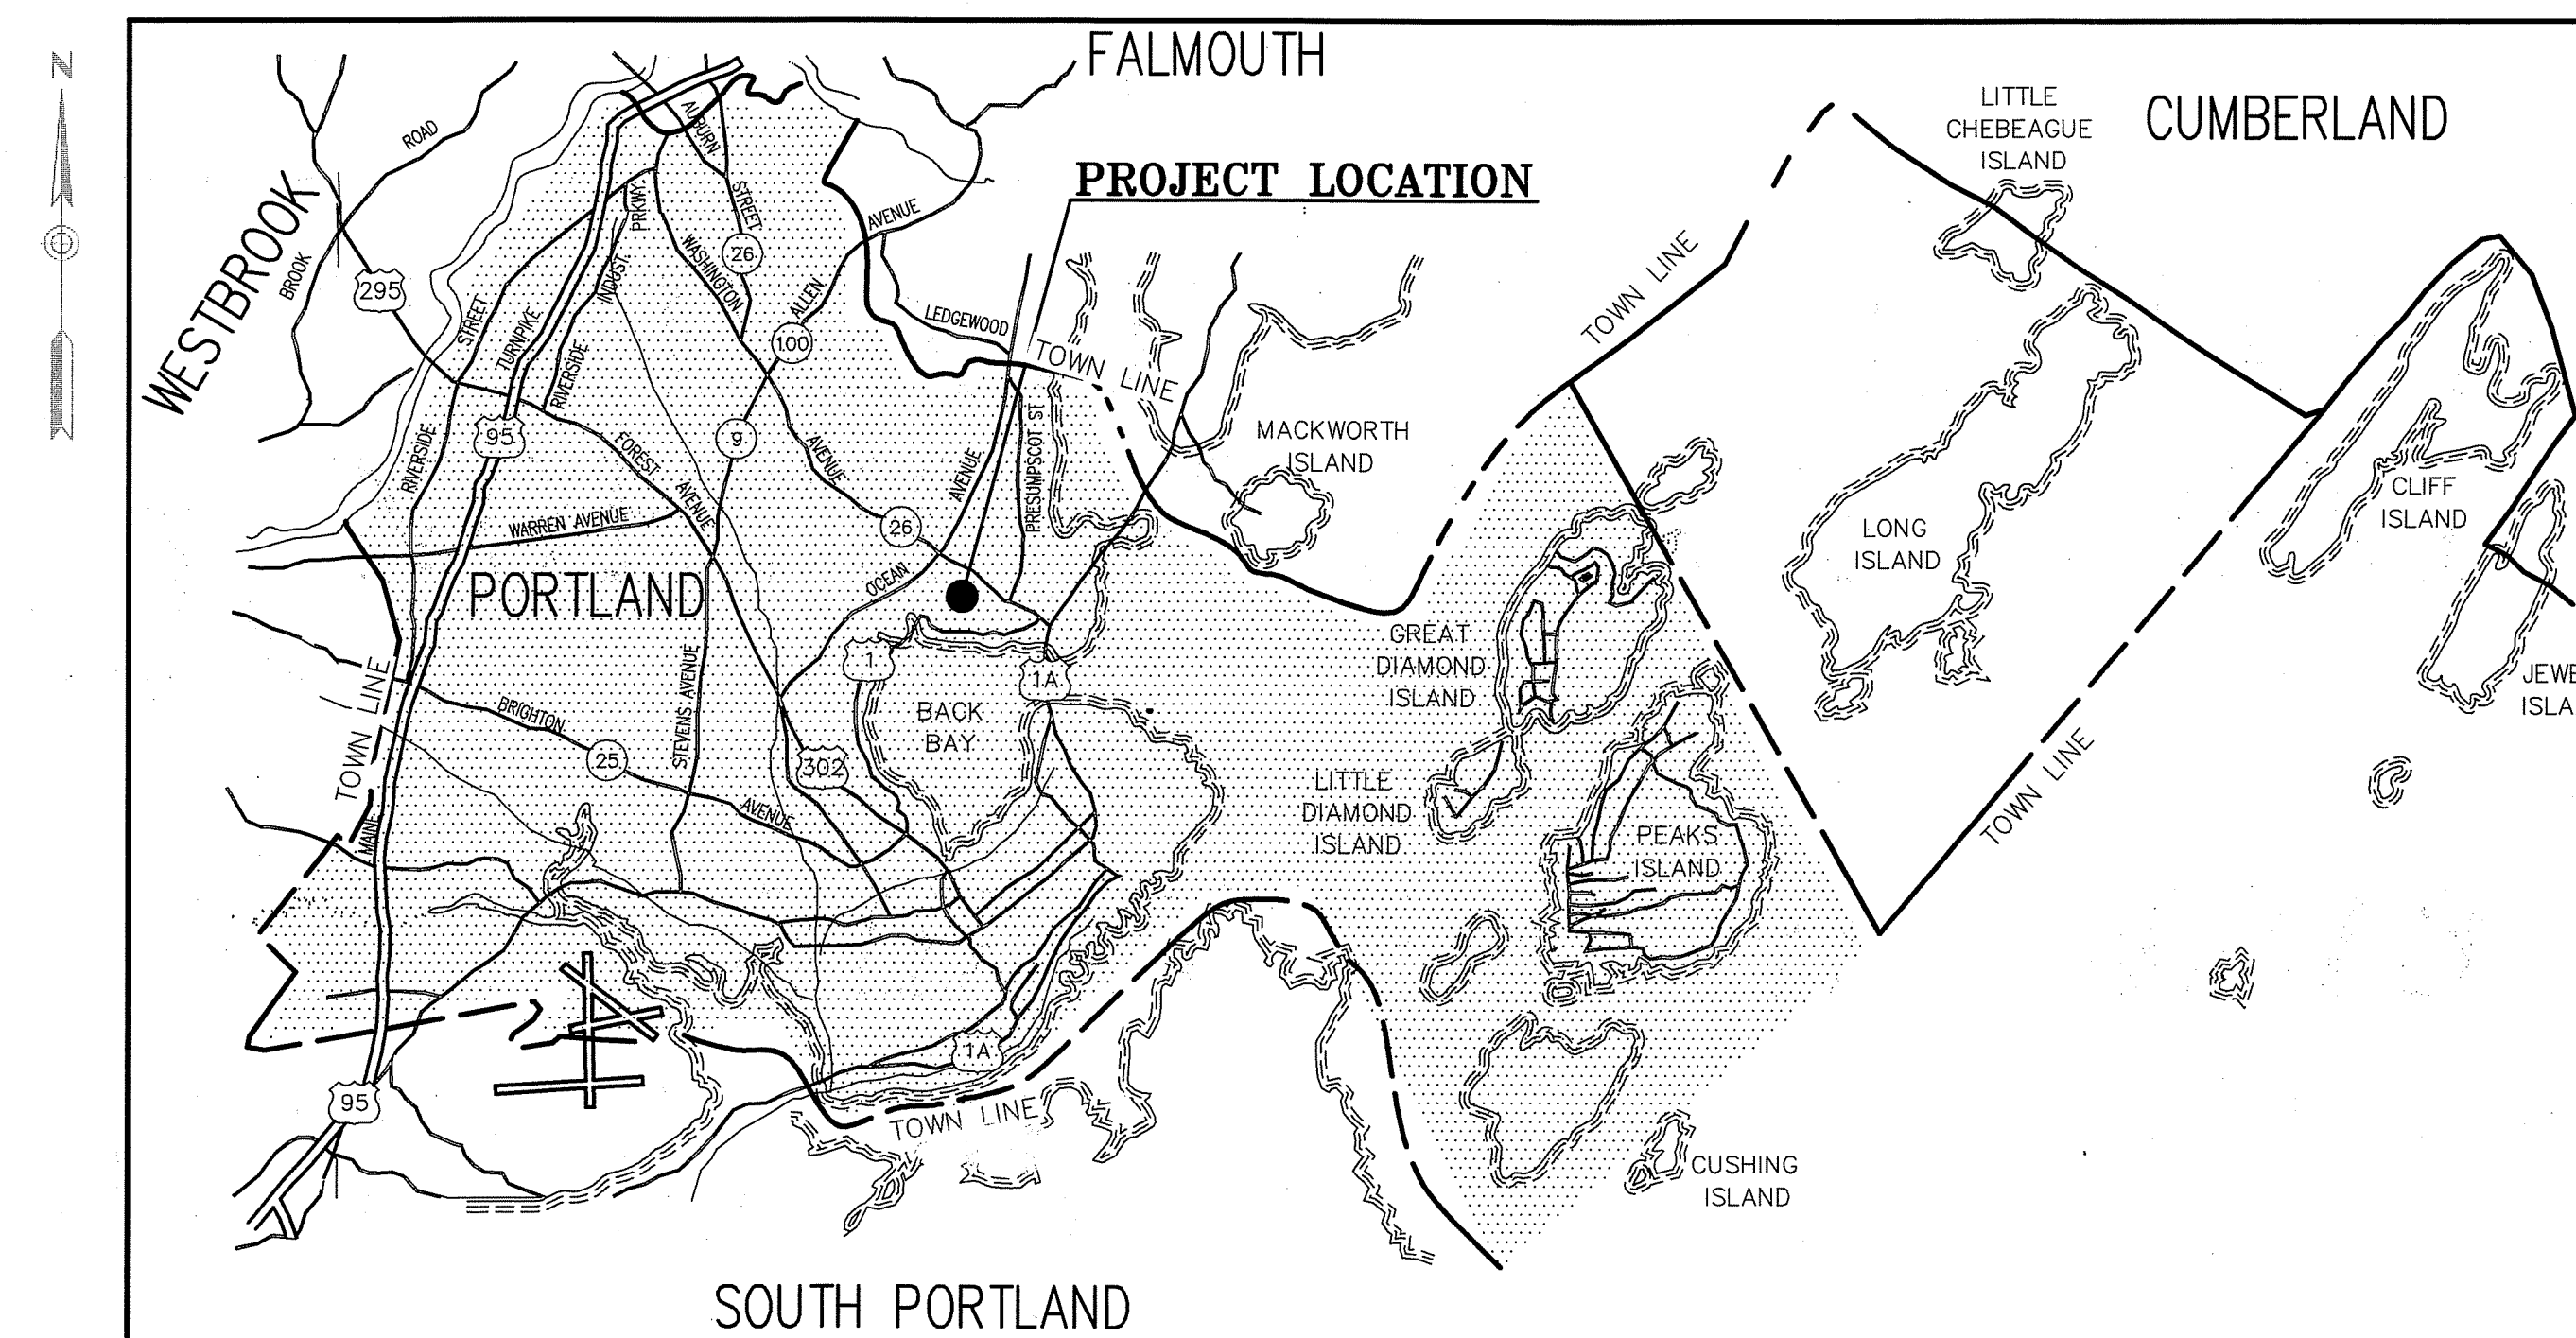 N
FALMOUTH
LITTLE
CHEBEAGUE
ISLAND
CUMBERLAND
PROJECT LOCATION
WESTBROOK
ROAD
BROOK
295
AUBURN
STREET
26
PRKWY.
INDUST.
RIVERSIDE
WASHINGTON
AVENUE
26
AVENUE
ALLEN
100
9
LEDGEWOOD
TOWN LINE
TOWN LINE
STREET
RIVERSIDE
TURNPIKE
95
FOREST
AVENUE
WARREN AVENUE
PRESUMPSCOT ST
AVENUE
OCEAN
MACKWORTH
ISLAND
LONG
ISLAND
CLIFF
ISLAND
PORTLAND
GREAT
DIAMOND
ISLAND
1
1A
JEWE
ISLA
TOWN LINE
BRIGHTON
25
AVENUE
STEVENS AVENUE
302
BACK
BAY
LITTLE
DIAMOND
ISLAND
PEAKS
ISLAND
TOWN LINE
MAINE
1A
95
TOWN LINE
CUSHING
ISLAND
SOUTH PORTLAND